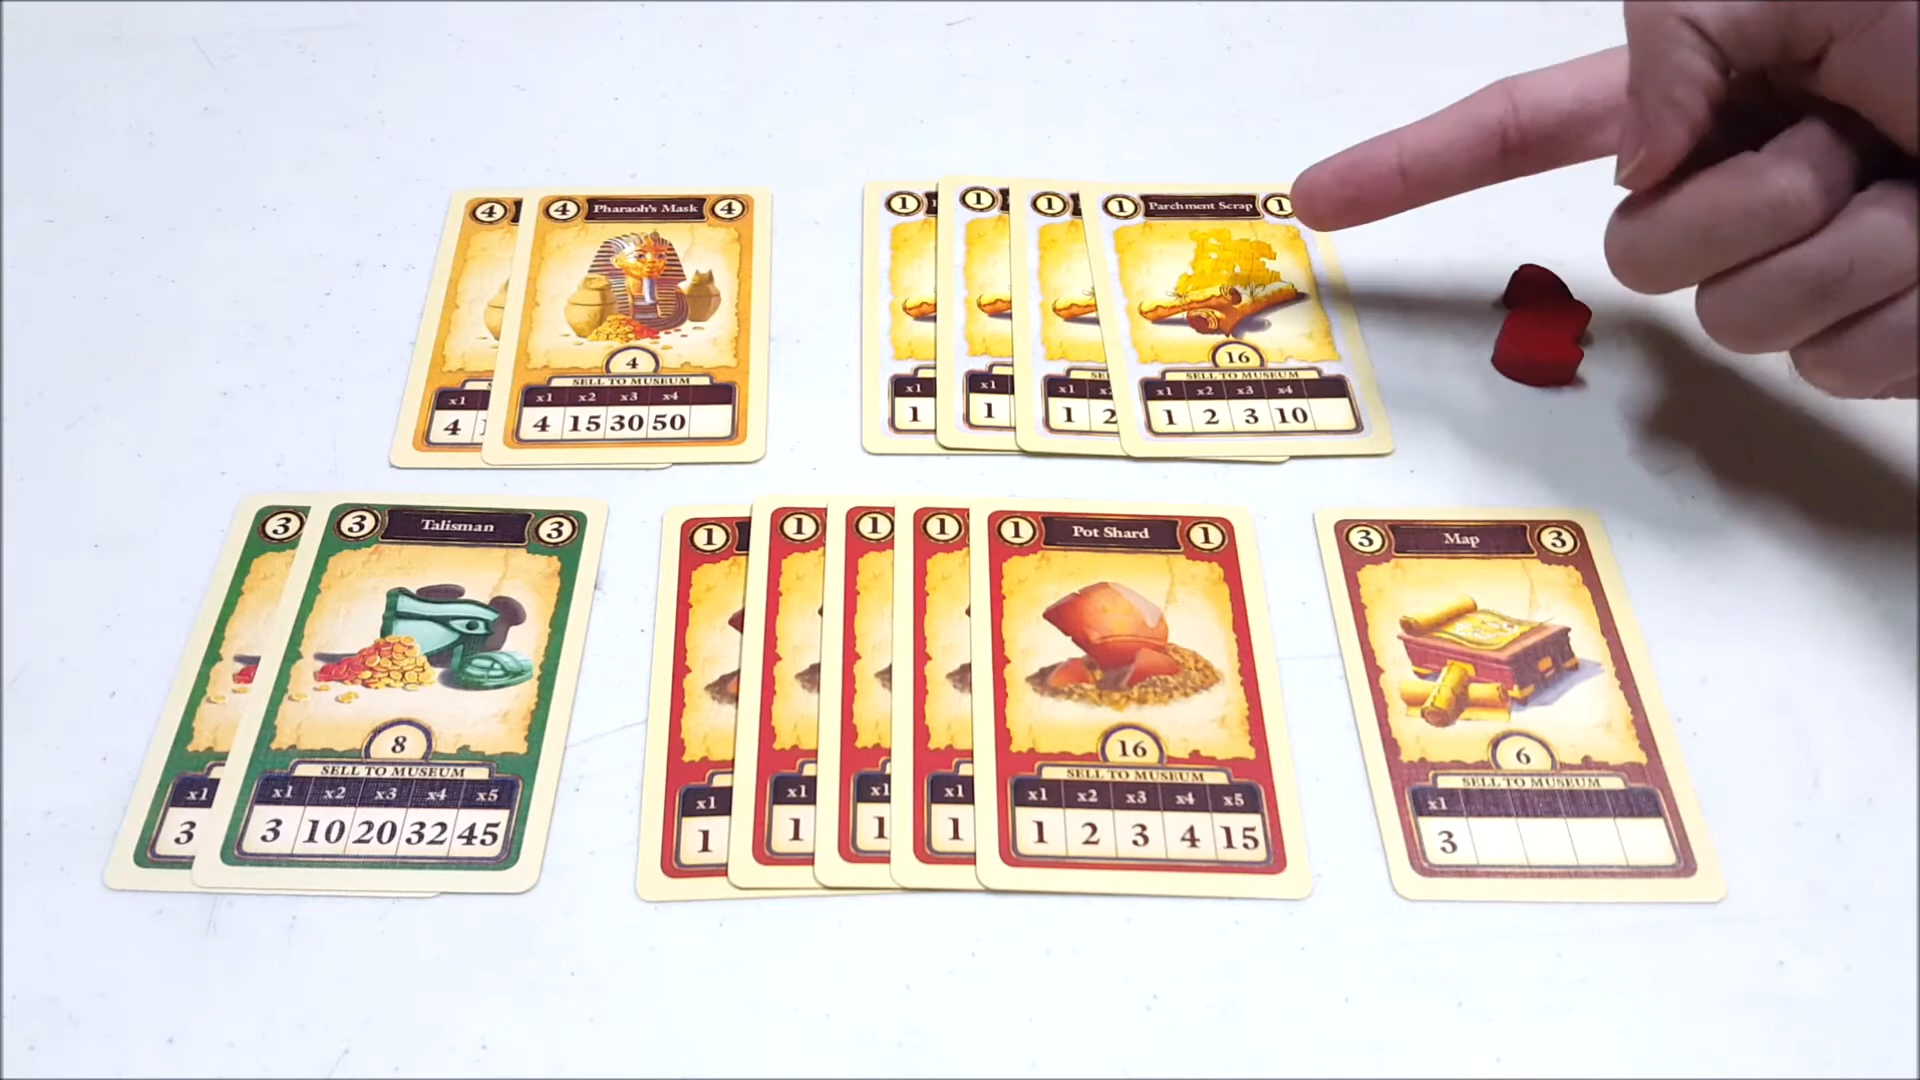 4
4 Pharaoh's Mask 4
4
SELL TO MUSEUM
x1
x1 x2 x3 x4
4
4 15 30 50
1
1
1
1 Parchment Scrap 1
16
SELL TO MUSEUM
x1
x1
x1
x1 x2 x3 x4
1
1
1 2
1 2 3 10
3
3 Talisman 3
8
SELL TO MUSEUM
x1
x1 x2 x3 x4 x5
3
3 10 20 32 45
1
1
1
1
1 Pot Shard 1
16
SELL TO MUSEUM
x1
x1
x1
x1
x1 x2 x3 x4 x5
1
1
1
1
1 2 3 4 15
3 Map 3
6
SELL TO MUSEUM
x1
3